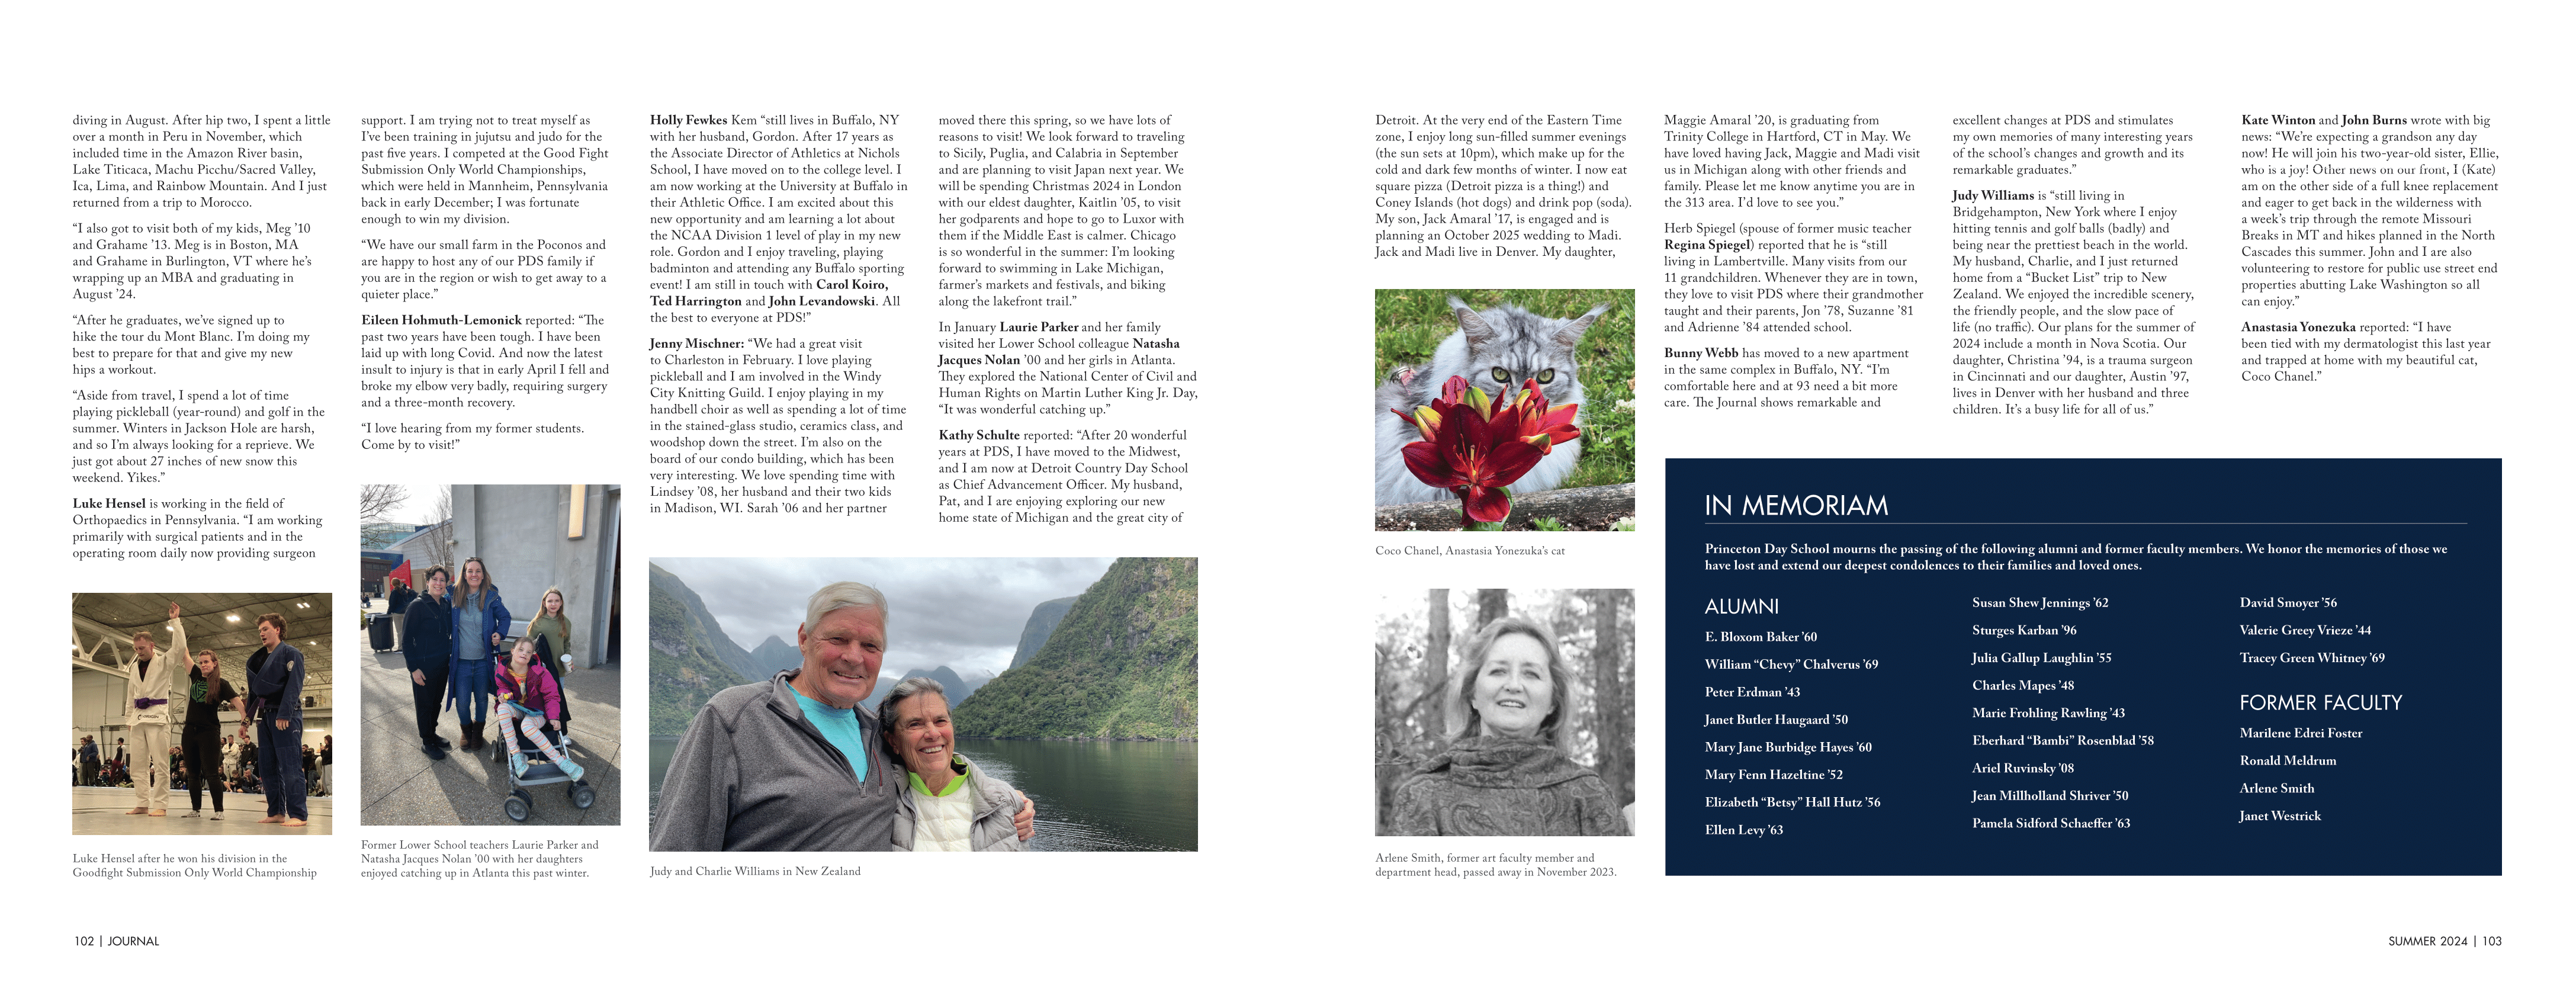 diving in August. After hip two, I spent a little
over a month in Peru in November, which
included time in the Amazon River basin,
Lake Titicaca, Machu Picchu/Sacred Valley,
Ica, Lima, and Rainbow Mountain. And I just
returned from a trip to Morocco.
“I also got to visit both of my kids, Meg ’10
and Grahame ’13. Meg is in Boston, MA
and Grahame in Burlington, VT where he’s
wrapping up an MBA and graduating in
August ’24.
“After he graduates, we’ve signed up to
hike the tour du Mont Blanc. I’m doing my
best to prepare for that and give my new
hips a workout.
“Aside from travel, I spend a lot of time
playing pickleball (year-round) and golf in the
summer. Winters in Jackson Hole are harsh,
and so I’m always looking for a reprieve. We
just got about 27 inches of new snow this
weekend. Yikes.”
Luke Hensel is working in the field of
Orthopaedics in Pennsylvania. “I am working
primarily with surgical patients and in the
operating room daily now providing surgeon
Luke Hensel after he won his division in the
Goodfight Submission Only World Championship
support. I am trying not to treat myself as
I’ve been training in jujutsu and judo for the
past five years. I competed at the Good Fight
Submission Only World Championships,
which were held in Mannheim, Pennsylvania
back in early December; I was fortunate
enough to win my division.
“We have our small farm in the Poconos and
are happy to host any of our PDS family if
you are in the region or wish to get away to a
quieter place.”
Eileen Hohmuth-Lemonick reported: “The
past two years have been tough. I have been
laid up with long Covid. And now the latest
insult to injury is that in early April I fell and
broke my elbow very badly, requiring surgery
and a three-month recovery.
“I love hearing from my former students.
Come by to visit!”
Former Lower School teachers Laurie Parker and
Natasha Jacques Nolan ’00 with her daughters
enjoyed catching up in Atlanta this past winter.
Holly Fewkes Kem “still lives in Buffalo, NY
with her husband, Gordon. After 17 years as
the Associate Director of Athletics at Nichols
School, I have moved on to the college level. I
am now working at the University at Buffalo in
their Athletic Office. I am excited about this
new opportunity and am learning a lot about
the NCAA Division 1 level of play in my new
role. Gordon and I enjoy traveling, playing
badminton and attending any Buffalo sporting
event! I am still in touch with Carol Koiro,
Ted Harrington and John Levandowski. All
the best to everyone at PDS!”
Jenny Mischner: “We had a great visit
to Charleston in February. I love playing
pickleball and I am involved in the Windy
City Knitting Guild. I enjoy playing in my
handbell choir as well as spending a lot of time
in the stained-glass studio, ceramics class, and
woodshop down the street. I’m also on the
board of our condo building, which has been
very interesting. We love spending time with
Lindsey ’08, her husband and their two kids
in Madison, WI. Sarah ’06 and her partner
moved there this spring, so we have lots of
reasons to visit! We look forward to traveling
to Sicily, Puglia, and Calabria in September
and are planning to visit Japan next year. We
will be spending Christmas 2024 in London
with our eldest daughter, Kaitlin ’05, to visit
her godparents and hope to go to Luxor with
them if the Middle East is calmer. Chicago
is so wonderful in the summer: I’m looking
forward to swimming in Lake Michigan,
farmer’s markets and festivals, and biking
along the lakefront trail.”
In January Laurie Parker and her family
visited her Lower School colleague Natasha
Jacques Nolan ’00 and her girls in Atlanta.
They explored the National Center of Civil and
Human Rights on Martin Luther King Jr. Day,
“It was wonderful catching up.”
Kathy Schulte reported: “After 20 wonderful
years at PDS, I have moved to the Midwest,
and I am now at Detroit Country Day School
as Chief Advancement Officer. My husband,
Pat, and I are enjoying exploring our new
home state of Michigan and the great city of
Judy and Charlie Williams in New Zealand
102 | JOURNAL
Detroit. At the very end of the Eastern Time
zone, I enjoy long sun-filled summer evenings
(the sun sets at 10pm), which make up for the
cold and dark few months of winter. I now eat
square pizza (Detroit pizza is a thing!) and
Coney Islands (hot dogs) and drink pop (soda).
My son, Jack Amaral ’17, is engaged and is
planning an October 2025 wedding to Madi.
Jack and Madi live in Denver. My daughter,
Coco Chanel, Anastasia Yonezuka’s cat
Arlene Smith, former art faculty member and
department head, passed away in November 2023.
Maggie Amaral ’20, is graduating from
Trinity College in Hartford, CT in May. We
have loved having Jack, Maggie and Madi visit
us in Michigan along with other friends and
family. Please let me know anytime you are in
the 313 area. I’d love to see you.”
Herb Spiegel (spouse of former music teacher
Regina Spiegel) reported that he is “still
living in Lambertville. Many visits from our
11 grandchildren. Whenever they are in town,
they love to visit PDS where their grandmother
taught and their parents, Jon ’78, Suzanne ’81
and Adrienne ’84 attended school.
Bunny Webb has moved to a new apartment
in the same complex in Buffalo, NY. “I’m
comfortable here and at 93 need a bit more
care. The Journal shows remarkable and
excellent changes at PDS and stimulates
my own memories of many interesting years
of the school’s changes and growth and its
remarkable graduates.”
Judy Williams is “still living in
Bridgehampton, New York where I enjoy
hitting tennis and golf balls (badly) and
being near the prettiest beach in the world.
My husband, Charlie, and I just returned
home from a “Bucket List” trip to New
Zealand. We enjoyed the incredible scenery,
the friendly people, and the slow pace of
life (no traffic). Our plans for the summer of
2024 include a month in Nova Scotia. Our
daughter, Christina ’94, is a trauma surgeon
in Cincinnati and our daughter, Austin ’97,
lives in Denver with her husband and three
children. It’s a busy life for all of us.”
Kate Winton and John Burns wrote with big
news: “We’re expecting a grandson any day
now! He will join his two-year-old sister, Ellie,
who is a joy! Other news on our front, I (Kate)
am on the other side of a full knee replacement
and eager to get back in the wilderness with
a week’s trip through the remote Missouri
Breaks in MT and hikes planned in the North
Cascades this summer. John and I are also
volunteering to restore for public use street end
properties abutting Lake Washington so all
can enjoy.”
Anastasia Yonezuka reported: “I have
been tied with my dermatologist this last year
and trapped at home with my beautiful cat,
Coco Chanel.”
IN MEMORIAM
Princeton Day School mourns the passing of the following alumni and former faculty members. We honor the memories of those we
have lost and extend our deepest condolences to their families and loved ones.
ALUMNI
E. Bloxom Baker ’60
William “Chevy” Chalverus ’69
Peter Erdman ’43
Janet Butler Haugaard ’50
Mary Jane Burbidge Hayes ’60
Mary Fenn Hazeltine ’52
Elizabeth “Betsy” Hall Hutz ’56
Ellen Levy ’63
Susan Shew Jennings ’62
Sturges Karban ’96
Julia Gallup Laughlin ’55
Charles Mapes ’48
Marie Frohling Rawling ’43
Eberhard “Bambi” Rosenblad ’58
Ariel Ruvinsky ’08
Jean Millholland Shriver ’50
Pamela Sidford Schaeffer ’63
David Smoyer ’56
Valerie Greey Vrieze ’44
Tracey Green Whitney ’69
FORMER FACULTY
Marilene Edrei Foster
Ronald Meldrum
Arlene Smith
Janet Westrick
SUMMER 2024 | 103